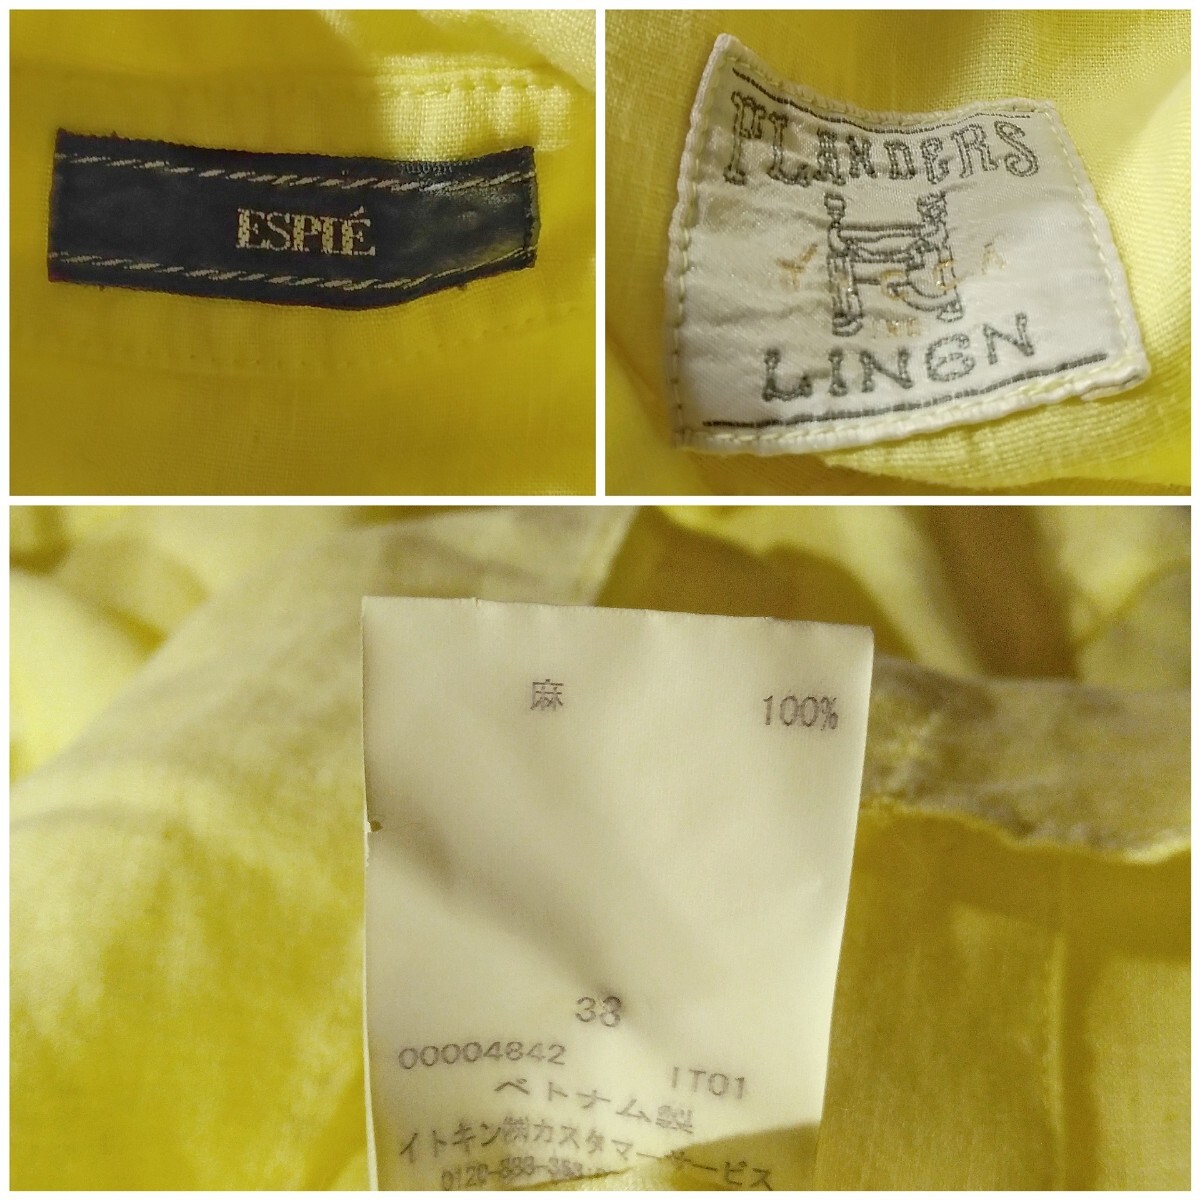 ESPIÉ
FLANDERS
LINEN
麻 100%
38
00004842 IT01
ベトナム製
イトキン㈱カスタマーサービス